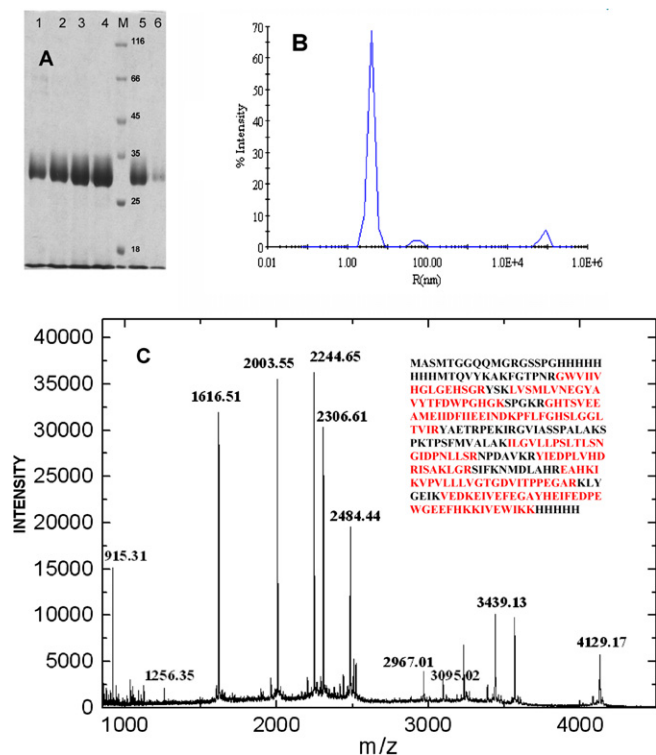 1 2 3 4 M 5 6
A
116
66
45
35
25
18
B
70
60
50
40
30
20
10
0
% Intensity
0.01 1.00 100.00 1.0E+4 1.0E+6
R(nm)
C
40000
35000
30000
25000
20000
15000
10000
5000
0
INTENSITY
915.31
1256.35
1616.51
2003.55
2244.65
2306.61
2484.44
2967.01
3095.02
3439.13
4129.17
MASMTGGQQMGRGSSPGHHHHH
HHHMTQVYKAKFGTPNRGWVIIV
HGLGEHSGRYSKLVSMLVNEGYA
VYTFDWPGHGKSPGKRGHTSVEE
AMEIIDFHEEINDKPFLFGHSLGGL
TVIRYAETRPEKIRGVIASSPALAKS
PKTPSFMVALAKILGVLLPSLTLSN
GIDPNLLSRNPDAVKRYIEDPLVHD
RISAKLGRSIFKNMDLAHREAHKI
KVPVLLLVGTGDVITPPEGARKLY
GEIKVEDKEIVEFEGAYHEIFEDPE
WGEEFHKKIVEWIKKHHHHH
1000 2000 3000 4000
m/z